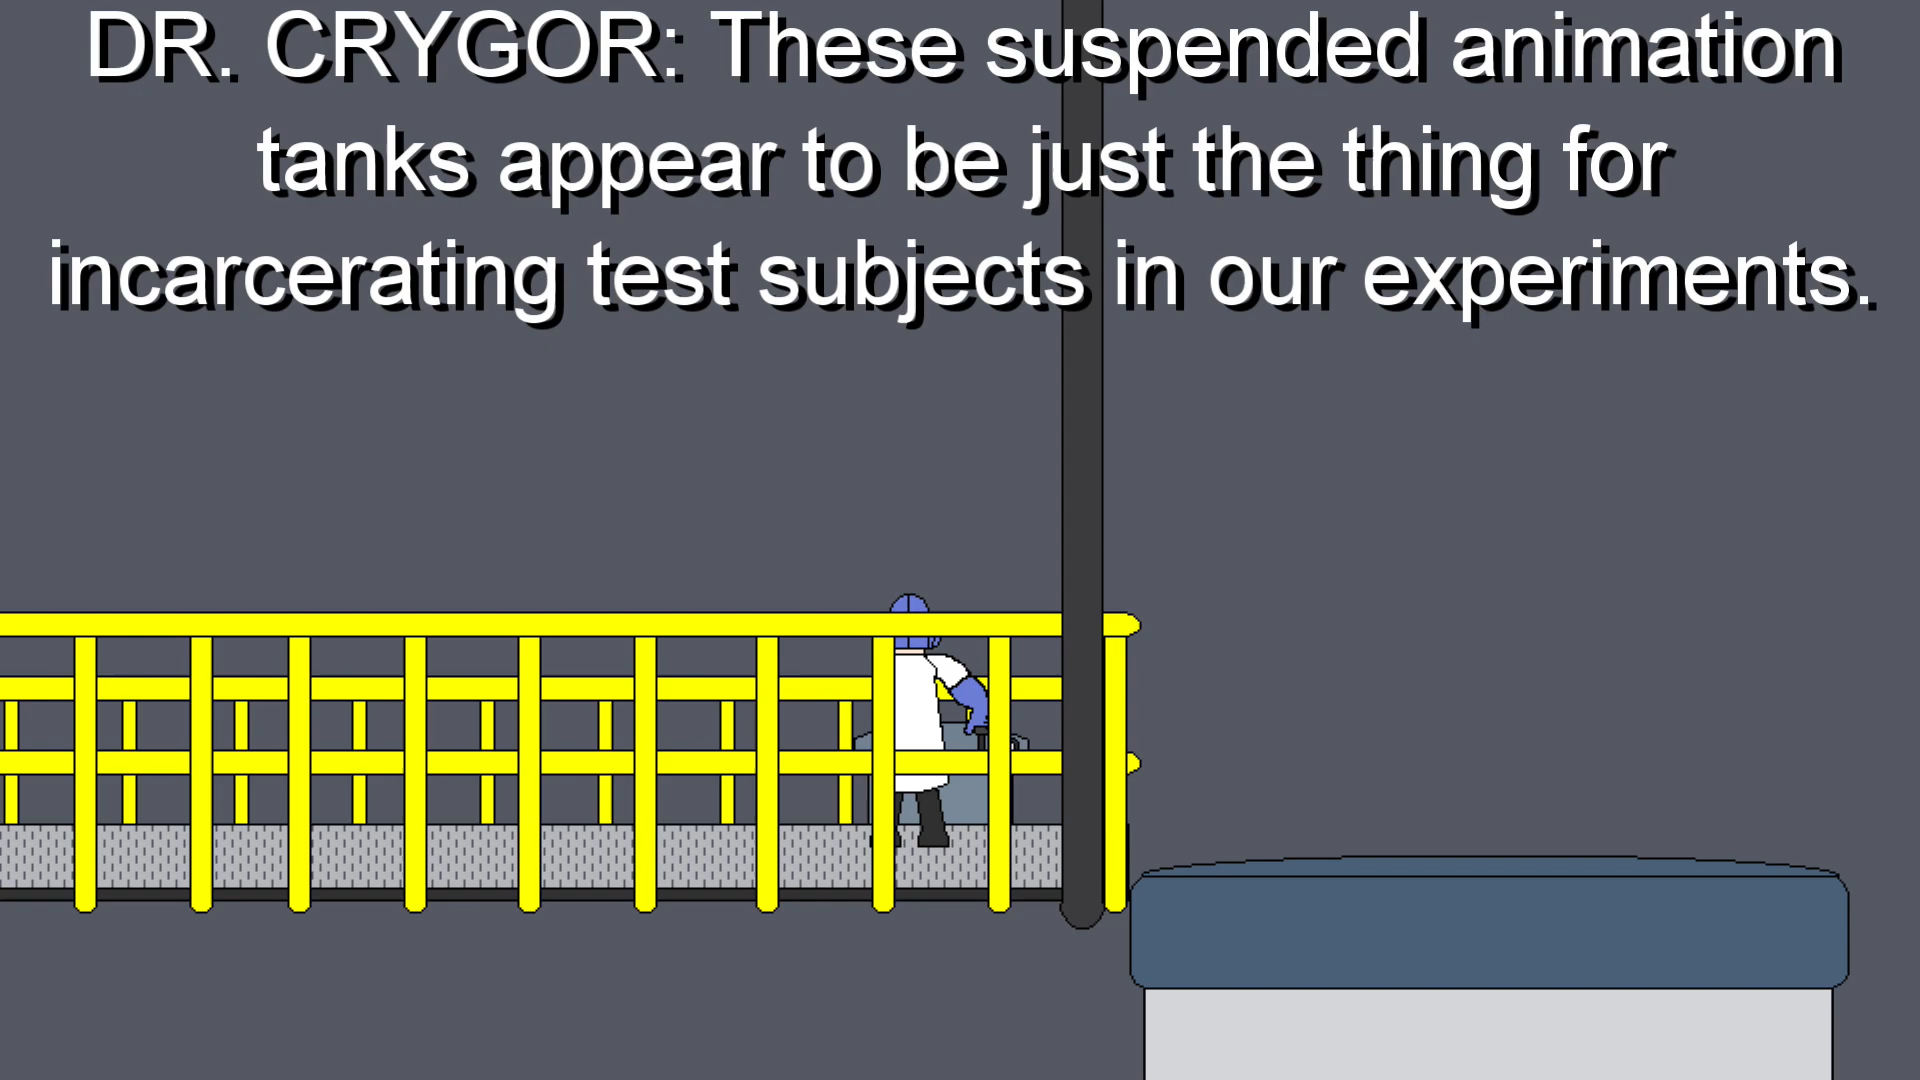 DR. CRYGOR: These suspended animation
tanks appear to be just the thing for
incarcerating test subjects in our experiments.